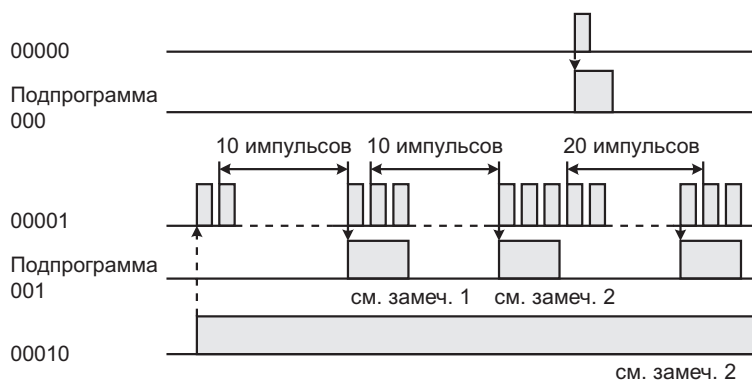 00000
Подпрограмма
000
10 импульсов 10 импульсов 20 импульсов
00001
Подпрограмма
001
см. замеч. 1 см. замеч. 2
00010
см. замеч. 2